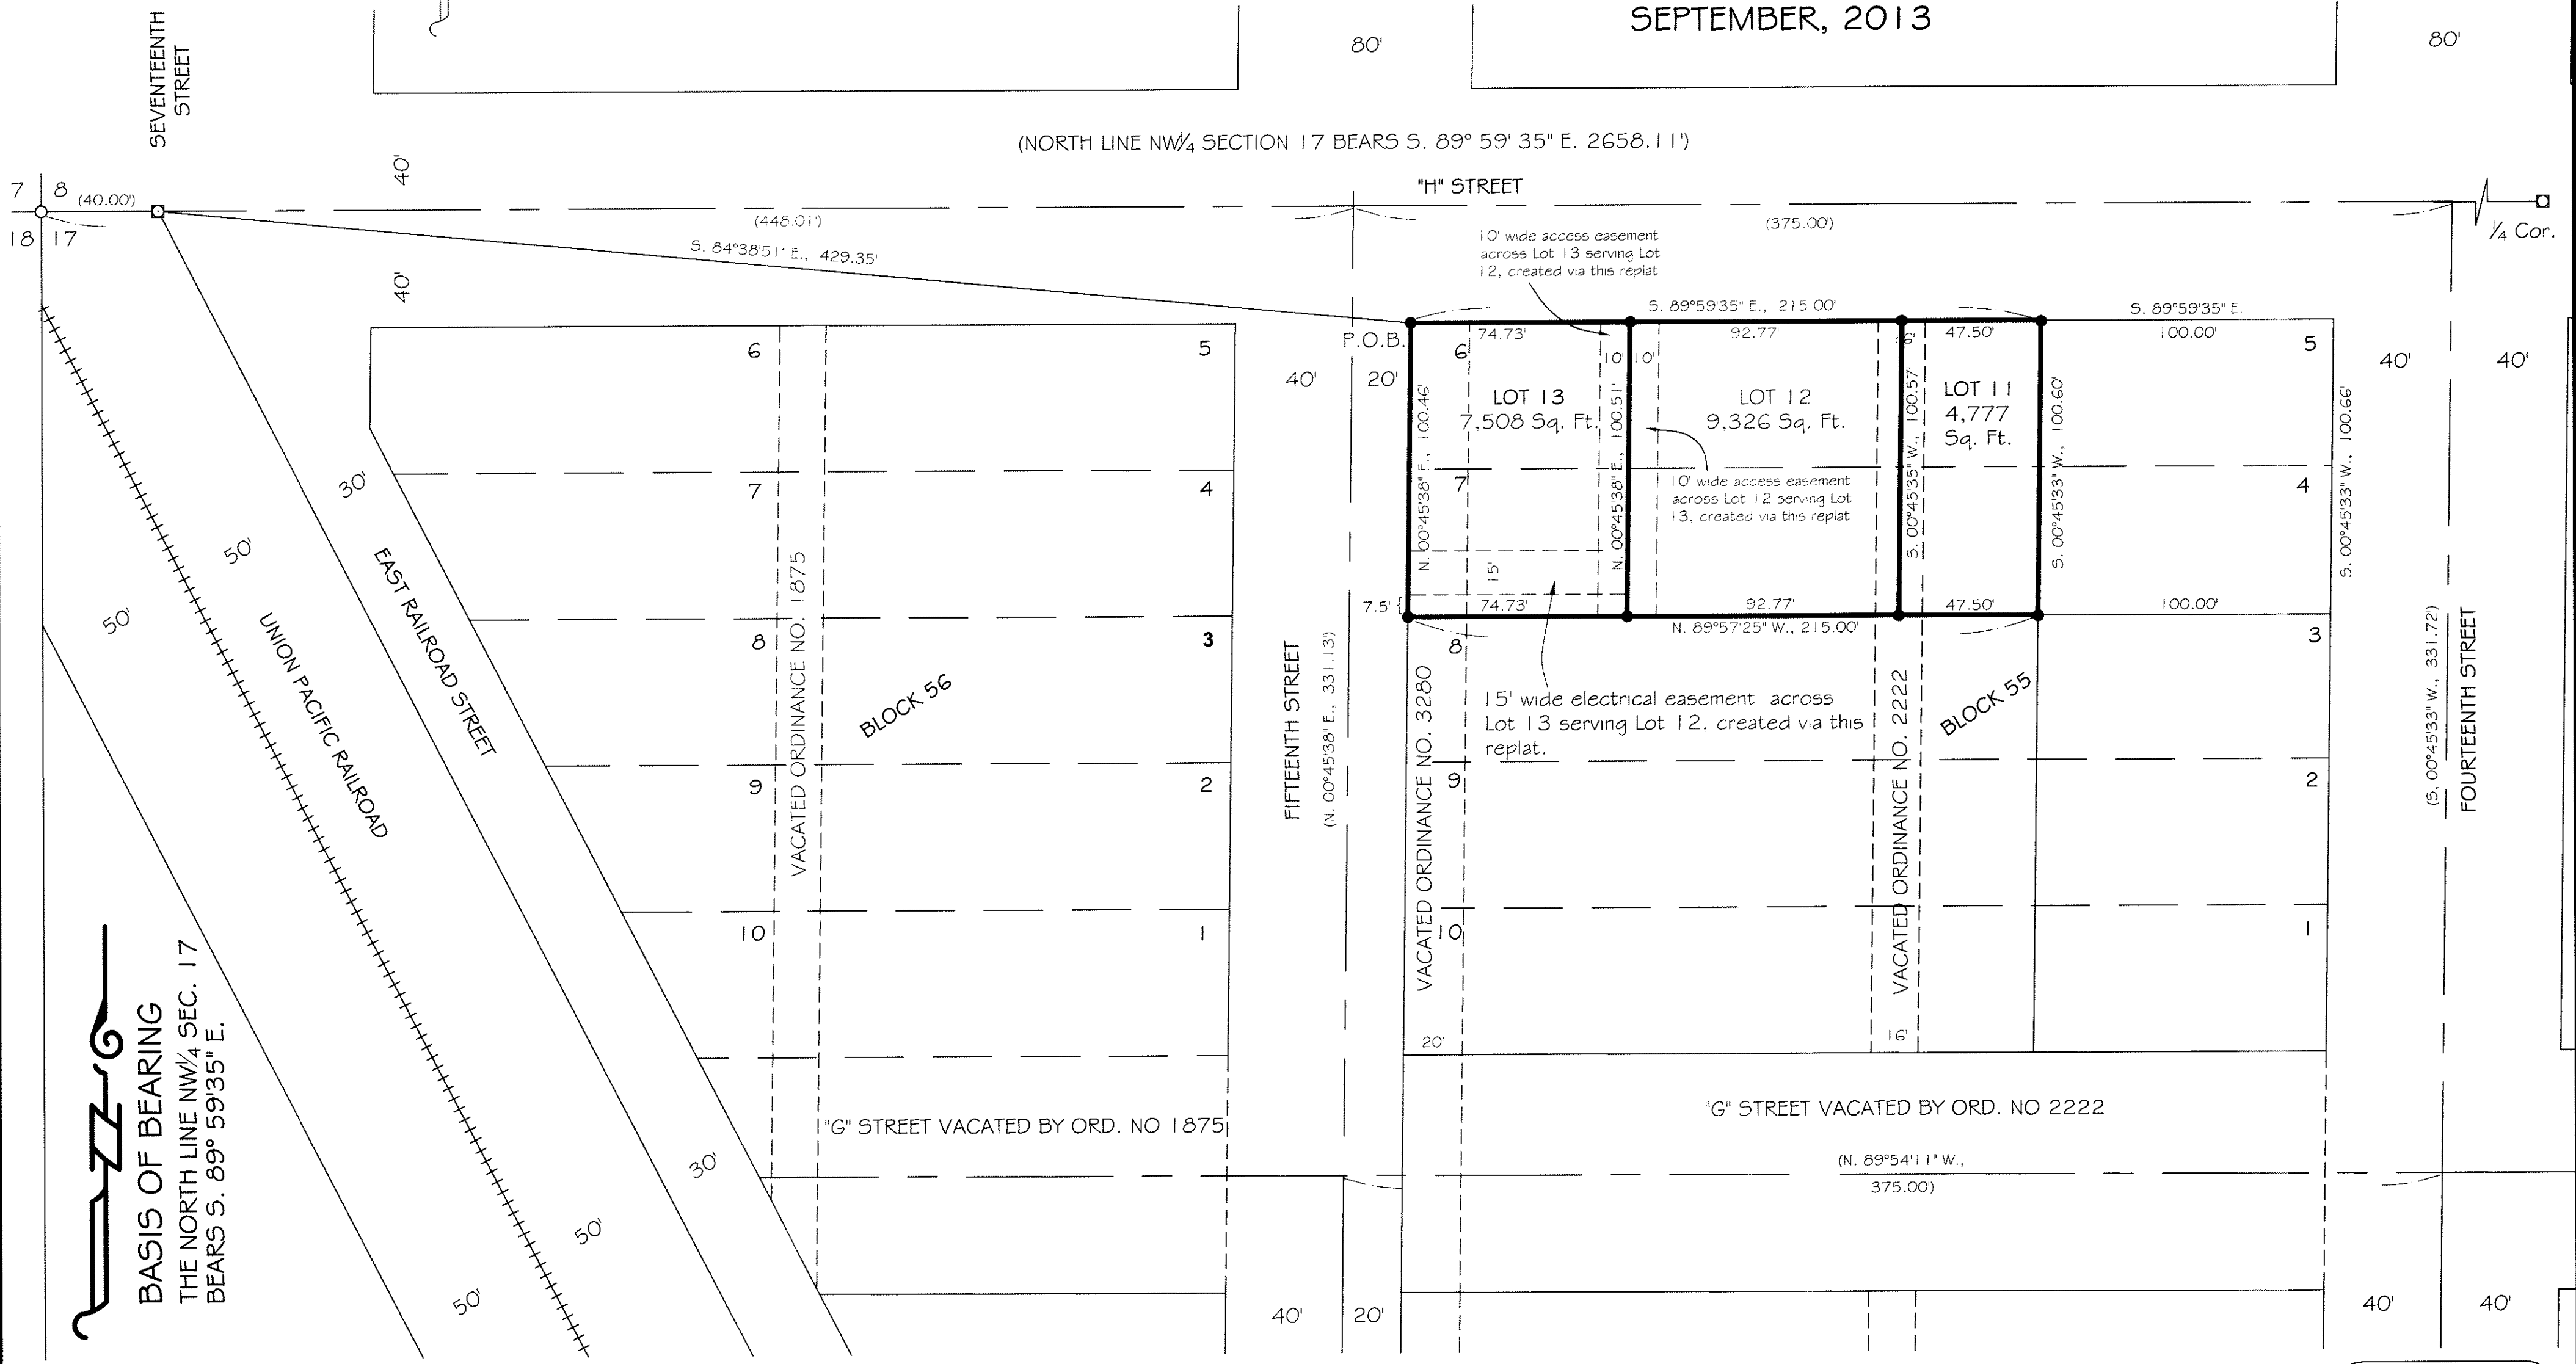 SEPTEMBER, 2013
80'
80'
SEVENTEENTH
STREET
(NORTH LINE NW1/4 SECTION 17 BEARS S. 89° 59' 35" E. 2658.11')
40'
"H" STREET
7
8
(40.00')
18
17
(448.01')
(375.00')
1/4 Cor.
S. 84°38'51" E., 429.35'
40'
10' wide access easement
across Lot 13 serving Lot
12, created via this replat
S. 89°59'35" E., 215.00'
S. 89°59'35" E.
P.O.B.
74.73'
92.77'
16'
47.50'
100.00'
6
5
6
5
10'
10'
40'
20'
40'
40'
LOT 13
7,508 Sq. Ft.
LOT 12
9,326 Sq. Ft.
LOT 11
4,777
Sq. Ft.
N. 00°45'38" E., 100.46'
N. 00°45'38" E., 100.51'
S. 00°45'35" W., 100.57'
S. 00°45'33" W., 100.60'
S. 00°45'33" W., 100.66'
30'
7
4
7
4
10' wide access easement
across Lot 12 serving Lot
13, created via this replat
50'
50'
EAST RAILROAD STREET
UNION PACIFIC RAILROAD
VACATED ORDINANCE NO. 1875
15'
7.5'
74.73'
92.77'
47.50'
100.00'
N. 89°57'25" W., 215.00'
8
3
8
3
BLOCK 56
FIFTEENTH STREET
(N. 00°45'38" E., 331.13')
VACATED ORDINANCE NO. 3280
15' wide electrical easement across
Lot 13 serving Lot 12, created via this
replat.
VACATED ORDINANCE NO. 2222
BLOCK 55
(S. 00°45'33" W., 331.72')
FOURTEENTH STREET
9
2
9
2
10
1
10
1
BASIS OF BEARING
THE NORTH LINE NW1/4 SEC. 17
BEARS S. 89° 59'35" E.
20'
16'
"G" STREET VACATED BY ORD. NO 1875
"G" STREET VACATED BY ORD. NO 2222
30'
(N. 89°54'11" W.,
375.00')
50'
50'
40'
20'
40'
40'